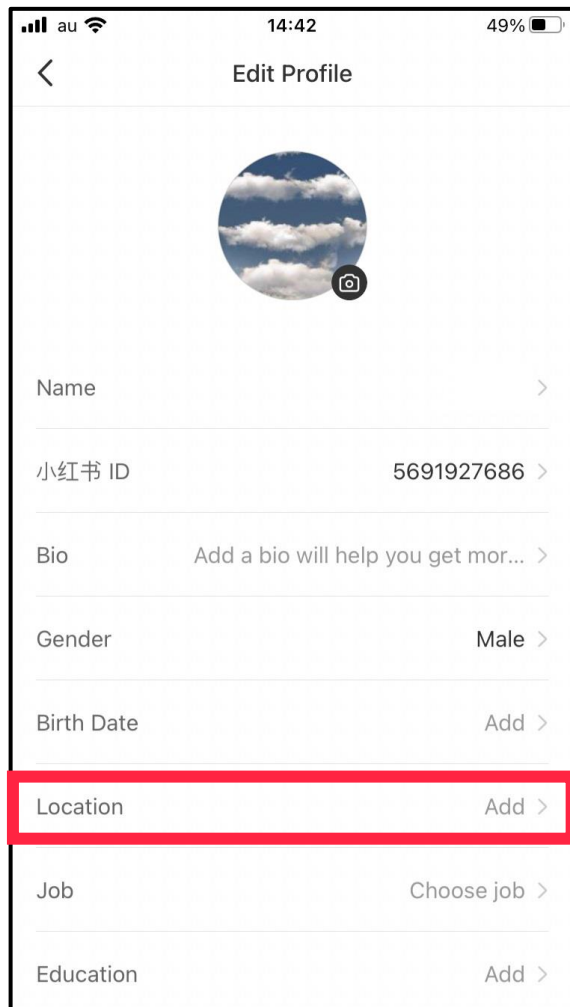 au 14:42 49%
Edit Profile
Name
小红书 ID 5691927686
Bio Add a bio will help you get mor...
Gender Male
Birth Date Add
Location Add
Job Choose job
Education Add